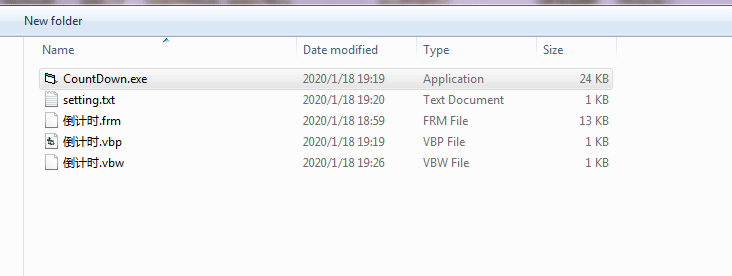 New folder
Name Date modified Type Size
CountDown.exe 2020/1/18 19:19 Application 24 KB
setting.txt 2020/1/18 19:20 Text Document 1 KB
倒计时.frm 2020/1/18 18:59 FRM File 13 KB
倒计时.vbp 2020/1/18 19:19 VBP File 1 KB
倒计时.vbw 2020/1/18 19:26 VBW File 1 KB